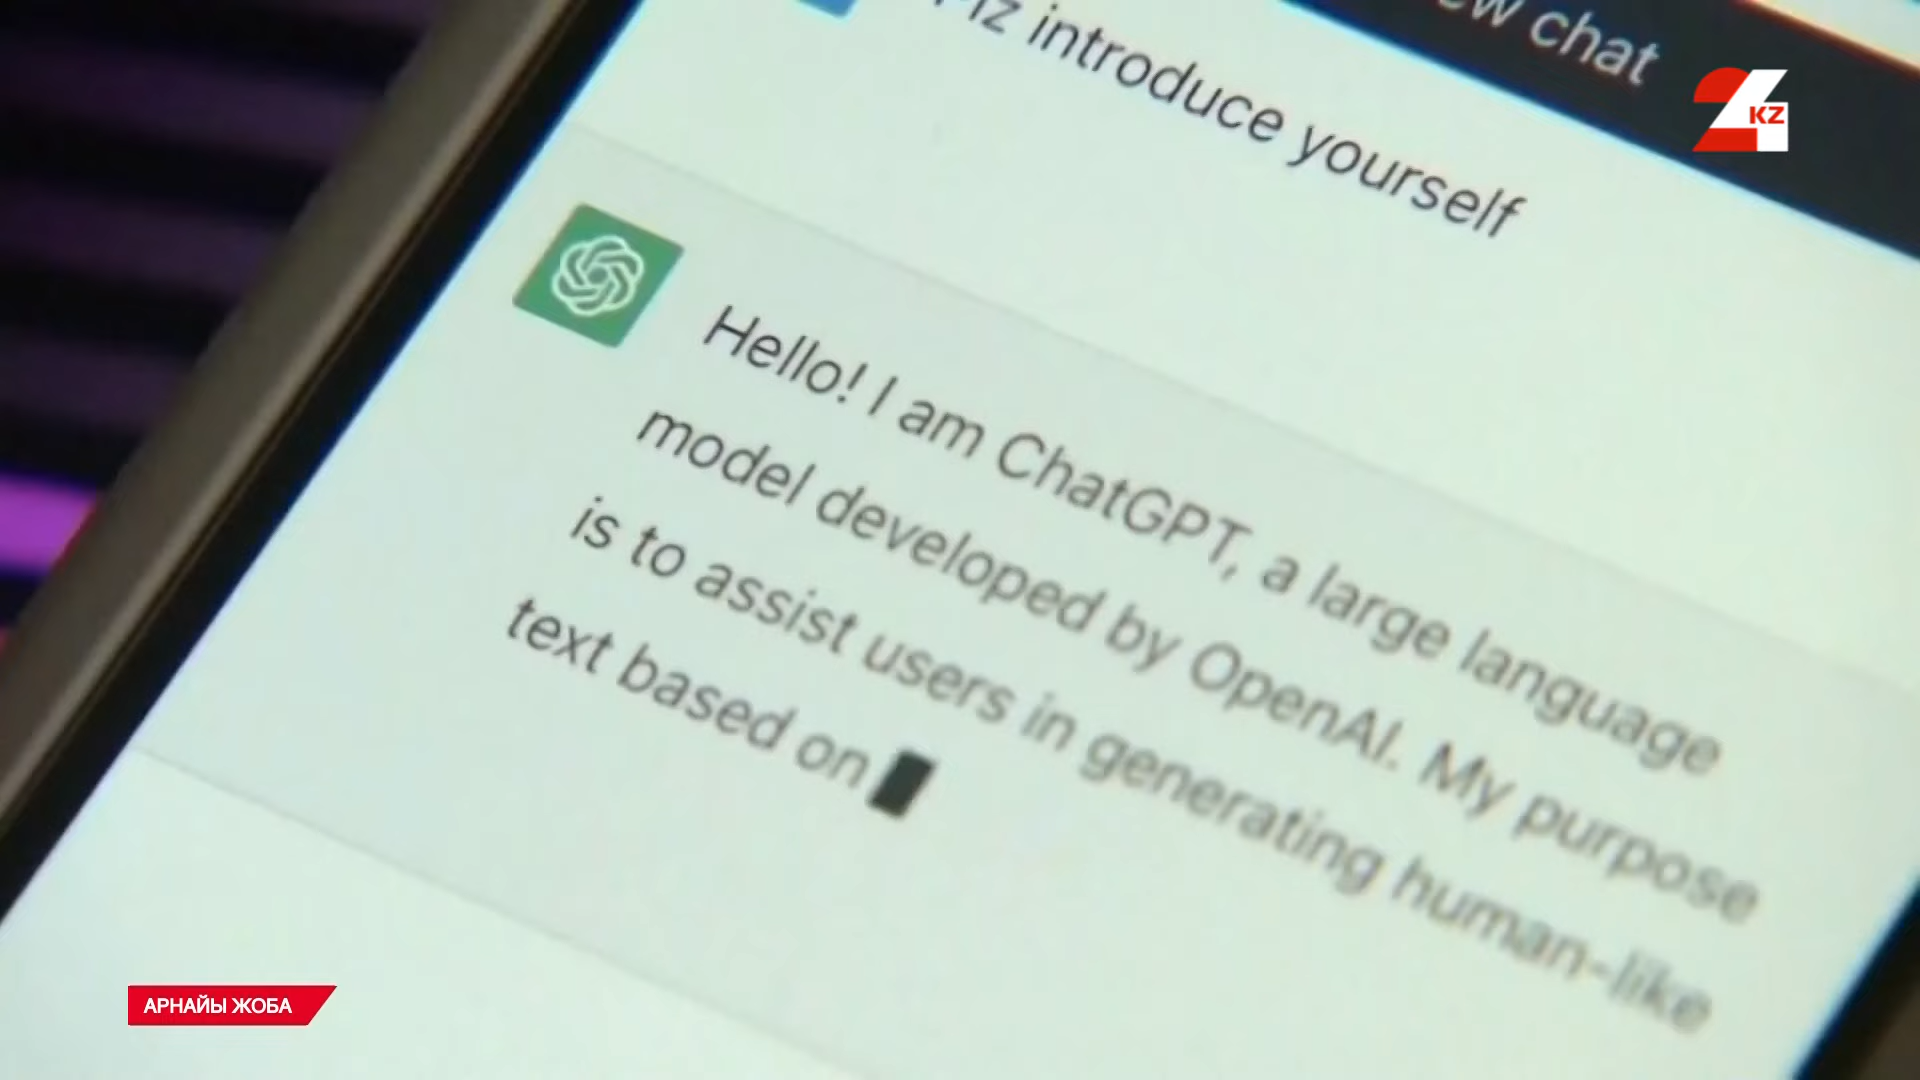 chat
introduce yourself
24
KZ
Hello! I am ChatGPT, a large language
model developed by OpenAI. My purpose
is to assist users in generating human-like
text based on
АРНАЙЫ ЖОБА